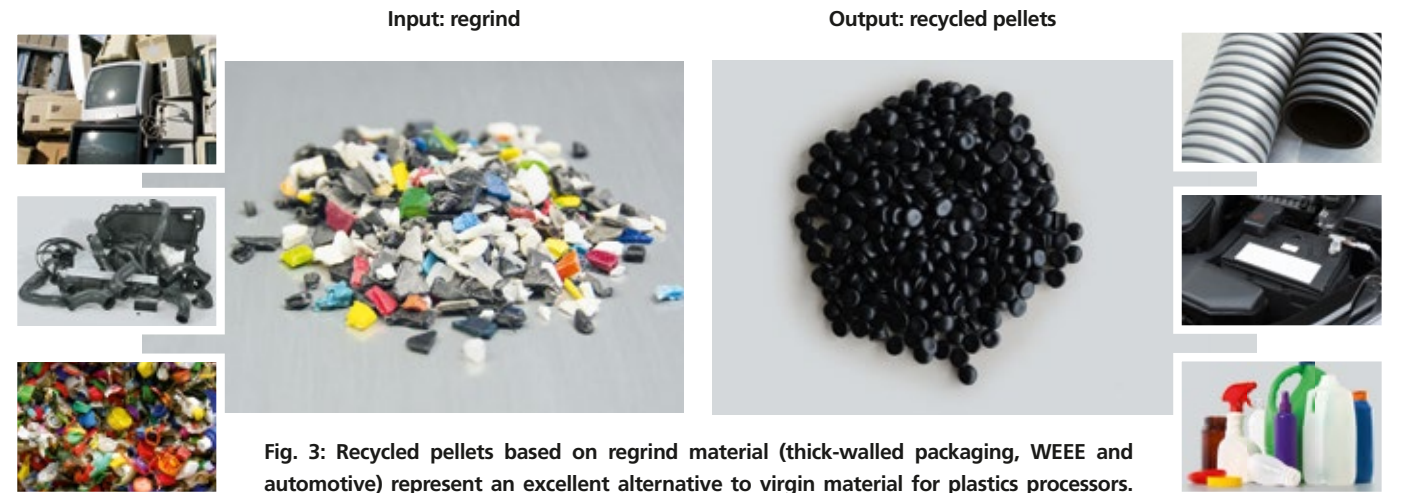 Input: regrind
Output: recycled pellets
Fig. 3: Recycled pellets based on regrind material (thick-walled packaging, WEEE and
automotive) represent an excellent alternative to virgin material for plastics processors.